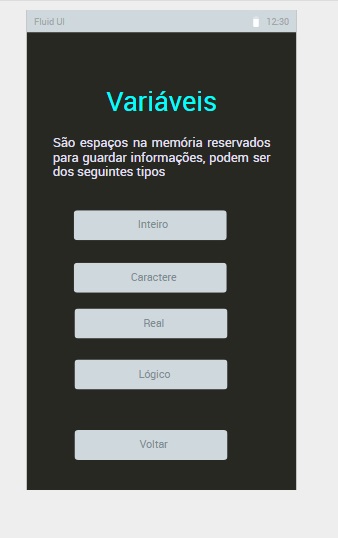 Fluid UI 12:30
Variáveis
São espaços na memória reservados
para guardar informações, podem ser
dos seguintes tipos
Inteiro
Caractere
Real
Lógico
Voltar